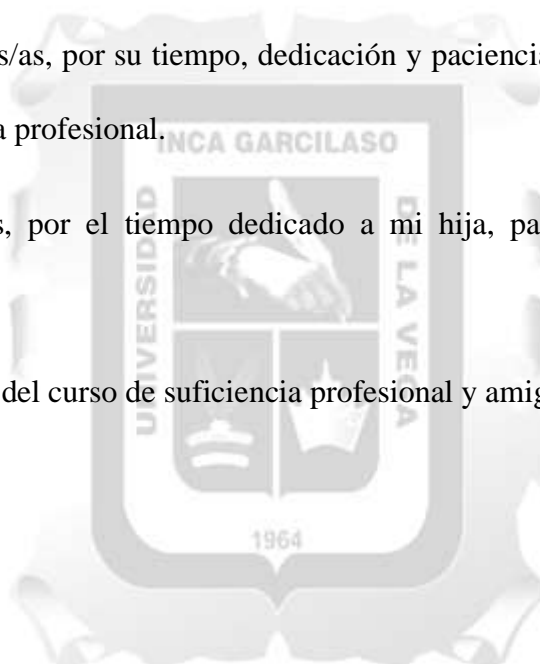 s/as, por su tiempo, dedicación y paciencia
a profesional.
INCA GARCILASO
s, por el tiempo dedicado a mi hija, pa
UNIVERSIDAD
DE LA VEGA
del curso de suficiencia profesional y amig
1964